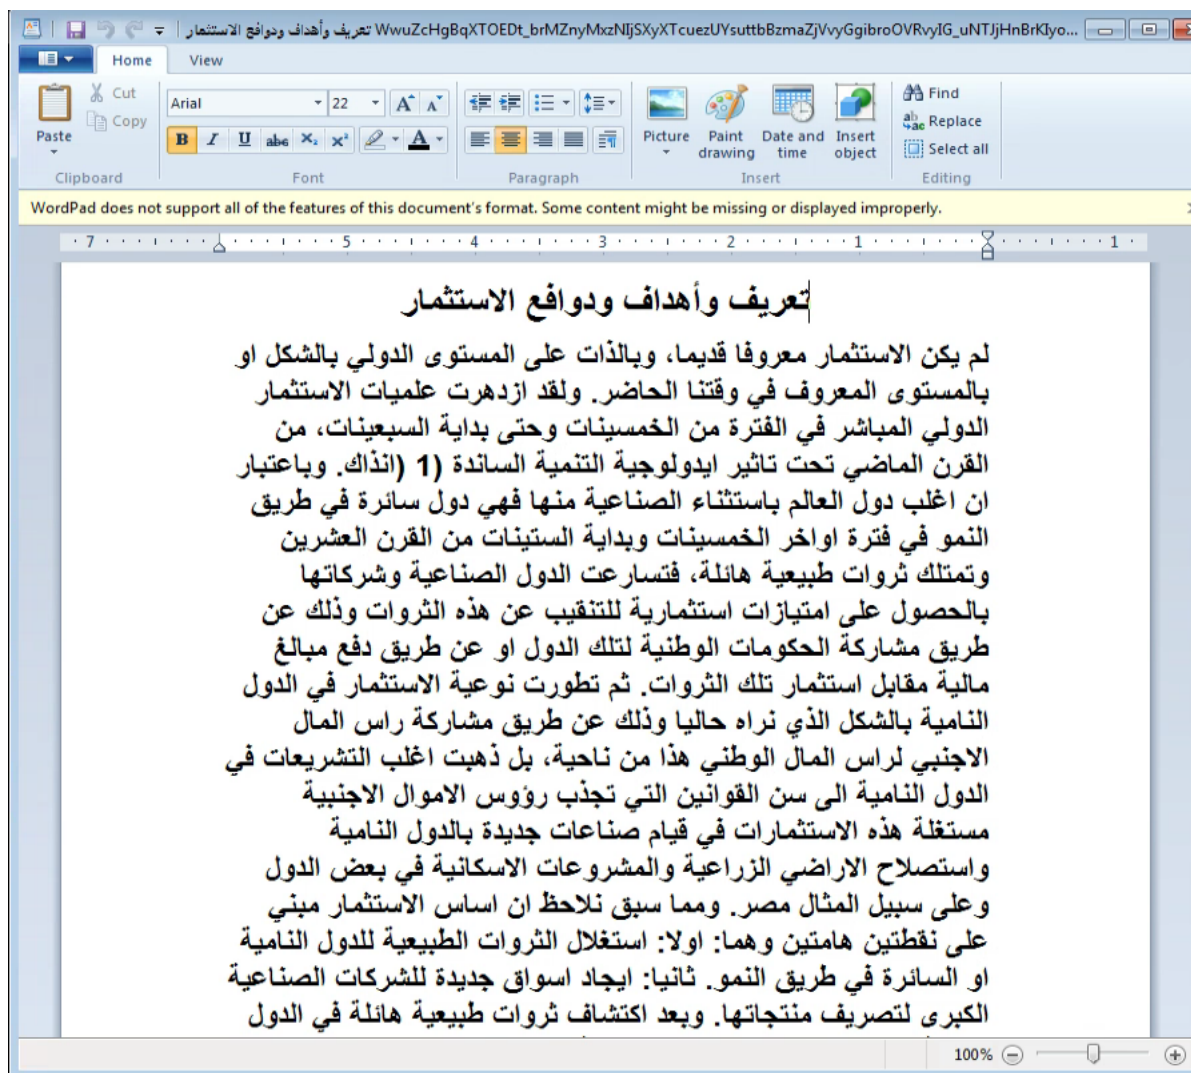 WwuZcHgBqXTOEDt_brMZnyMxzNIjSXyXTcuezUYsuttbBzmaZjVvyGgibroOVRvyIG_uNTJjHnBrKIyo... تعريف وأهداف ودوافع الاستثمار
Home View
Cut
Copy
Paste
Clipboard
Arial 22
B I U abc X₂ X²
Font
Paragraph
Picture
Paint drawing
Date and time
Insert object
Insert
Find
Replace
Select all
Editing
WordPad does not support all of the features of this document's format. Some content might be missing or displayed improperly.
7 5 4 3 2 1 1
تعريف وأهداف ودوافع الاستثمار
لم يكن الاستثمار معروفا قديما، وبالذات على المستوى الدولي بالشكل او
بالمستوى المعروف في وقتنا الحاضر. ولقد ازدهرت علميات الاستثمار
الدولي المباشر في الفترة من الخمسينات وحتى بداية السبعينات، من
القرن الماضي تحت تاثير ايدولوجية التنمية السائدة (1 (انذاك. وباعتبار
ان اغلب دول العالم باستثناء الصناعية منها فهي دول سائرة في طريق
النمو في فترة اواخر الخمسينات وبداية الستينات من القرن العشرين
وتمتلك ثروات طبيعية هائلة، فتسارعت الدول الصناعية وشركاتها
بالحصول على امتيازات استثمارية للتنقيب عن هذه الثروات وذلك عن
طريق مشاركة الحكومات الوطنية لتلك الدول او عن طريق دفع مبالغ
مالية مقابل استثمار تلك الثروات. ثم تطورت نوعية الاستثمار في الدول
النامية بالشكل الذي نراه حاليا وذلك عن طريق مشاركة راس المال
الاجنبي لراس المال الوطني هذا من ناحية، بل ذهبت اغلب التشريعات في
الدول النامية الى سن القوانين التي تجذب رؤوس الاموال الاجنبية
مستغلة هذه الاستثمارات في قيام صناعات جديدة بالدول النامية
واستصلاح الاراضي الزراعية والمشروعات الاسكانية في بعض الدول
وعلى سبيل المثال مصر. ومما سبق نلاحظ ان اساس الاستثمار مبني
على نقطتين هامتين وهما: اولا: استغلال الثروات الطبيعية للدول النامية
او السائرة في طريق النمو. ثانيا: ايجاد اسواق جديدة للشركات الصناعية
الكبرى لتصريف منتجاتها. وبعد اكتشاف ثروات طبيعية هائلة في الدول
100%